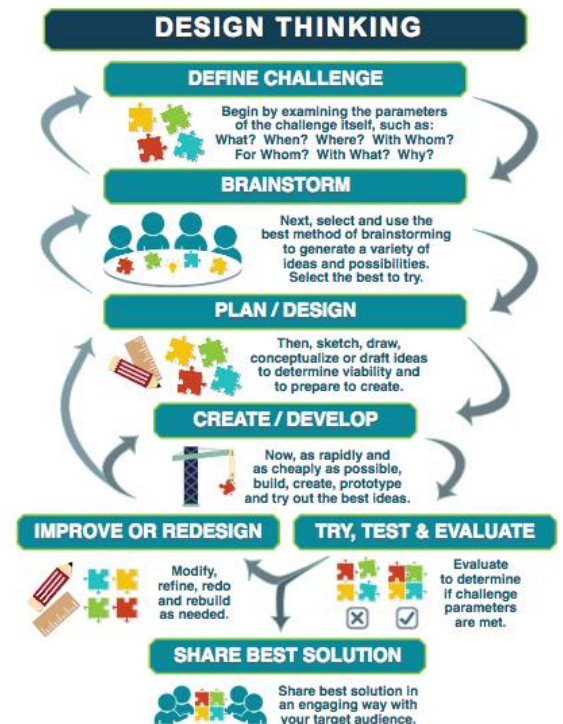 DESIGN THINKING
DEFINE CHALLENGE
Begin by examining the parameters
of the challenge itself, such as:
What? When? Where? With Whom?
For Whom? With What? Why?
BRAINSTORM
Next, select and use the
best method of brainstorming
to generate a variety of
ideas and possibilities.
Select the best to try.
PLAN / DESIGN
Then, sketch, draw,
conceptualize or draft ideas
to determine viability and
to prepare to create.
CREATE / DEVELOP
Now, as rapidly and
as cheaply as possible,
build, create, prototype
and try out the best ideas.
IMPROVE OR REDESIGN
Modify,
refine, redo
and rebuild
as needed.
TRY, TEST & EVALUATE
Evaluate
to determine
if challenge
parameters
are met.
SHARE BEST SOLUTION
Share best solution in
an engaging way with
your target audience.